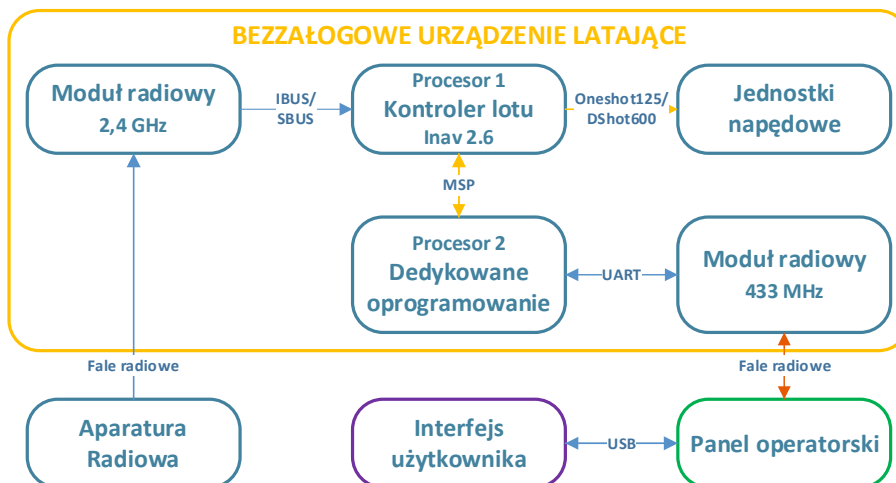 BEZZAŁOGOWE URZĄDZENIE LATAJĄCE
Moduł radiowy
2,4 GHz
IBUS/
SBUS
Procesor 1
Kontroler lotu
Inav 2.6
Oneshot125/
DShot600
Jednostki
napędowe
MSP
Procesor 2
Dedykowane
oprogramowanie
UART
Moduł radiowy
433 MHz
Fale radiowe
Fale radiowe
Aparatura
Radiowa
Interfejs
użytkownika
USB
Panel operatorski